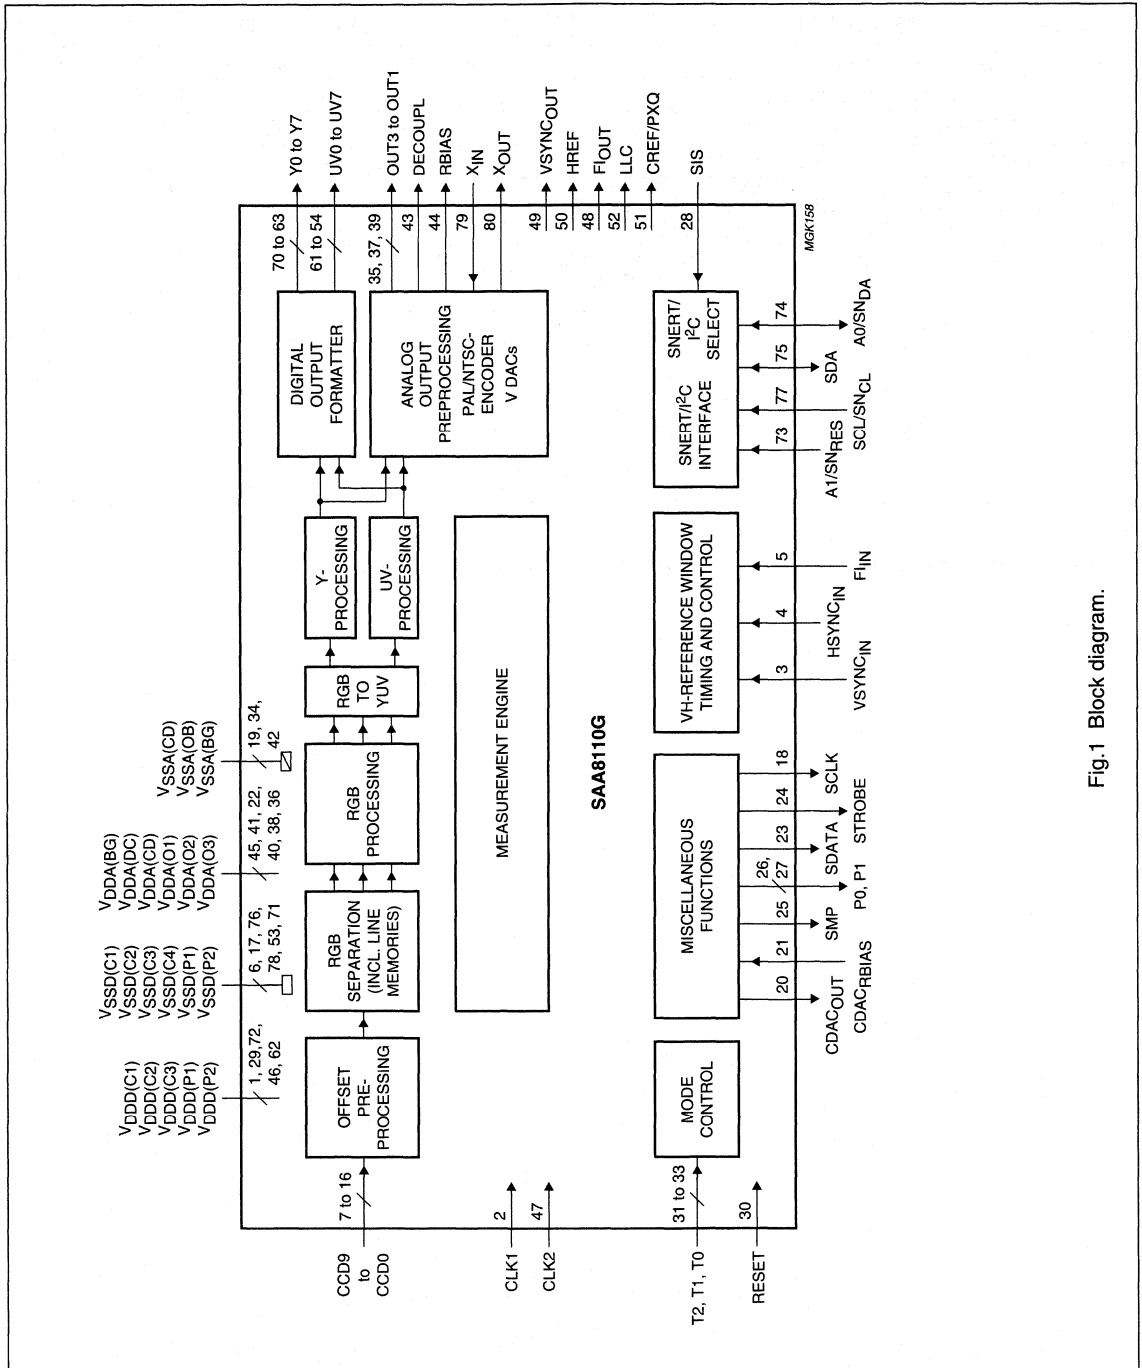 VDDD(C1)
VDDD(C2)
VDDD(C3)
VDDD(P1)
VDDD(P2)
1, 29,72,
46, 62
VSSD(C1)
VSSD(C2)
VSSD(C3)
VSSD(C4)
VSSD(P1)
VSSD(P2)
6, 17, 76,
78, 53, 71
VDDA(BG)
VDDA(DC)
VDDA(CD)
VDDA(O1)
VDDA(O2)
VDDA(O3)
45, 41, 22,
40, 38, 36
VSSA(CD)
VSSA(OB)
VSSA(BG)
19, 34,
42
CCD9
to
CCD0
7 to 16
OFFSET
PRE-
PROCESSING
RGB
SEPARATION
(INCL. LINE
MEMORIES)
RGB
PROCESSING
RGB
TO
YUV
Y-
PROCESSING
UV-
PROCESSING
DIGITAL
OUTPUT
FORMATTER
70 to 63
Y0 to Y7
61 to 54
UV0 to UV7
ANALOG
OUTPUT
PREPROCESSING
PAL/NTSC-
ENCODER
V DACs
35, 37, 39
OUT3 to OUT1
43
DECOUPL
44
RBIAS
79
XIN
80
XOUT
CLK1
2
CLK2
47
MEASUREMENT ENGINE
49
VSYNCOUT
50
HREF
48
FIOUT
52
LLC
51
CREF/PXQ
SAA8110G
T2, T1, T0
31 to 33
MODE
CONTROL
RESET
30
MISCELLANEOUS
FUNCTIONS
20
21
25
26,
27
23
24
18
CDACOUT
CDACRBIAS
SMP
P0, P1
SDATA
STROBE
SCLK
VH-REFERENCE WINDOW
TIMING AND CONTROL
3
4
5
VSYNCIN
HSYNCIN
FIIN
SNERT/I2C
INTERFACE
SNERT/
I2C
SELECT
28
SIS
73
77
75
74
A1/SNRES
SCL/SNCL
SDA
A0/SNDA
MGK158
Fig.1 Block diagram.